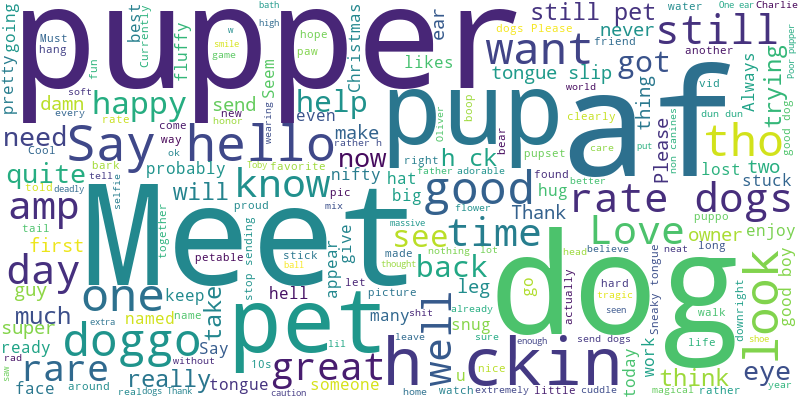 pupper
Meet
dog
af
pup
pet
h ckin
Say hello
good
doggo
tho
want
still
still pet
never
got
help
happy
need
quite
amp
day
guy
one
much
rare
really
great
know
now
h ck
time
see
back
well
rate dogs
Love
look
trying
thing
Please
owner
enjoy
good boy
eye
think
work
today
someone
tongue
tongue slip
likes
ear
Christmas
best
Currently
fluffy
going
pretty
Must
hang
damn
send
Seem
even
make
nifty
hat
big
will
probably
take
keep
named
first
super
ready
face
around
Cool
every
soft
fun
bark
rate
told
deadly
tell
selfie
tail
together
proud
petable
stop sending
appear
give
pic
mix
hug
Thank
snug
leg
many
picture
hell
let
stick
ball
lil
10s
Say
name
without
extra
rad
saw
real
dogs Thank
caution
home
watch
extremely
little
cuddle
nice
u
sure
already
leave
shit
thought
made
massive
nothing
lot
flower
father
adorable
right
rather h
favorite
Toby
honor
new
come
way
ok
wearing
paw
hope
smile
game
w
high
bath
Oliver
boop
bear
pupset
found
better
care
clearly
world
friend
another
dogs Please
water
One ear
Charlie
year
Poor pupper
good dog
Always
vid
dun dun
non canines
put
lost
two
stuck
puppo
long
neat
believe
head
go
actually
hard
tragic
seen
enough
send dogs
Sneaky tongue
walk
life
downright
shoe
magical
rather